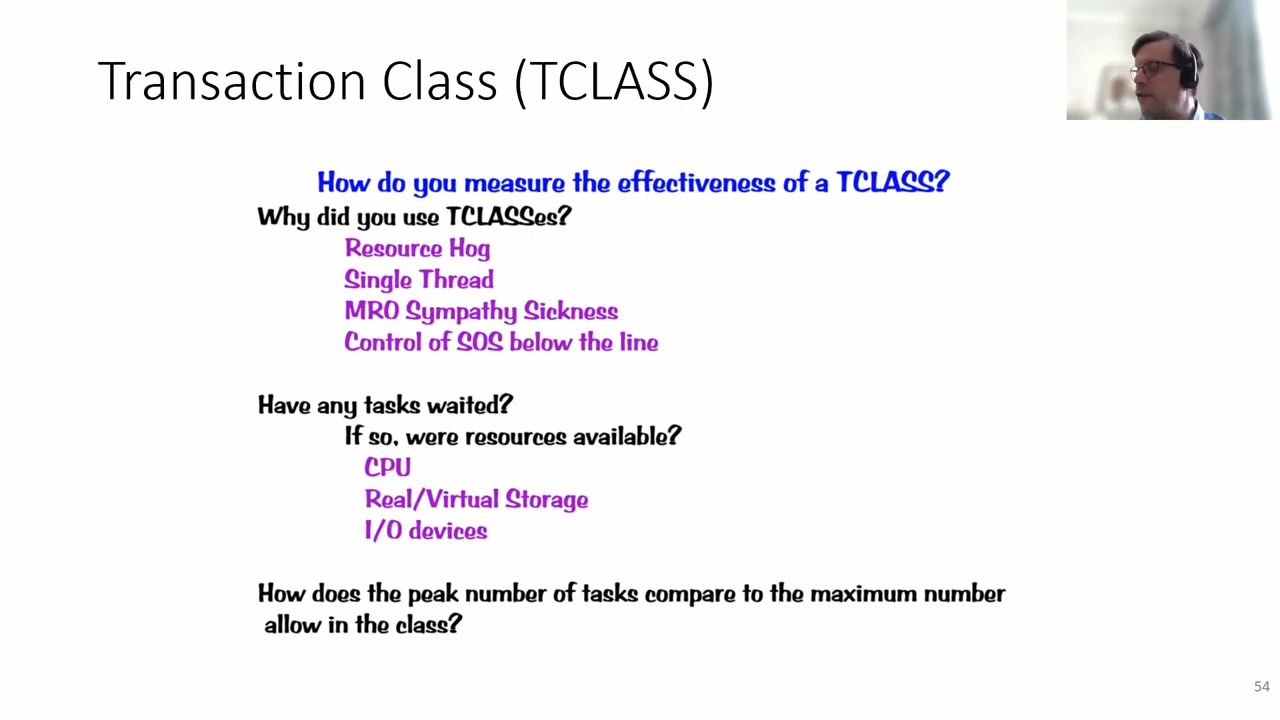 Transaction Class (TCLASS)
How do you measure the effectiveness of a TCLASS?
Why did you use TCLASSes?
Resource Hog
Single Thread
MRO Sympathy Sickness
Control of SOS below the line
Have any tasks waited?
If so, were resources available?
CPU
Real/Virtual Storage
I/O devices
How does the peak number of tasks compare to the maximum number
allow in the class?
54